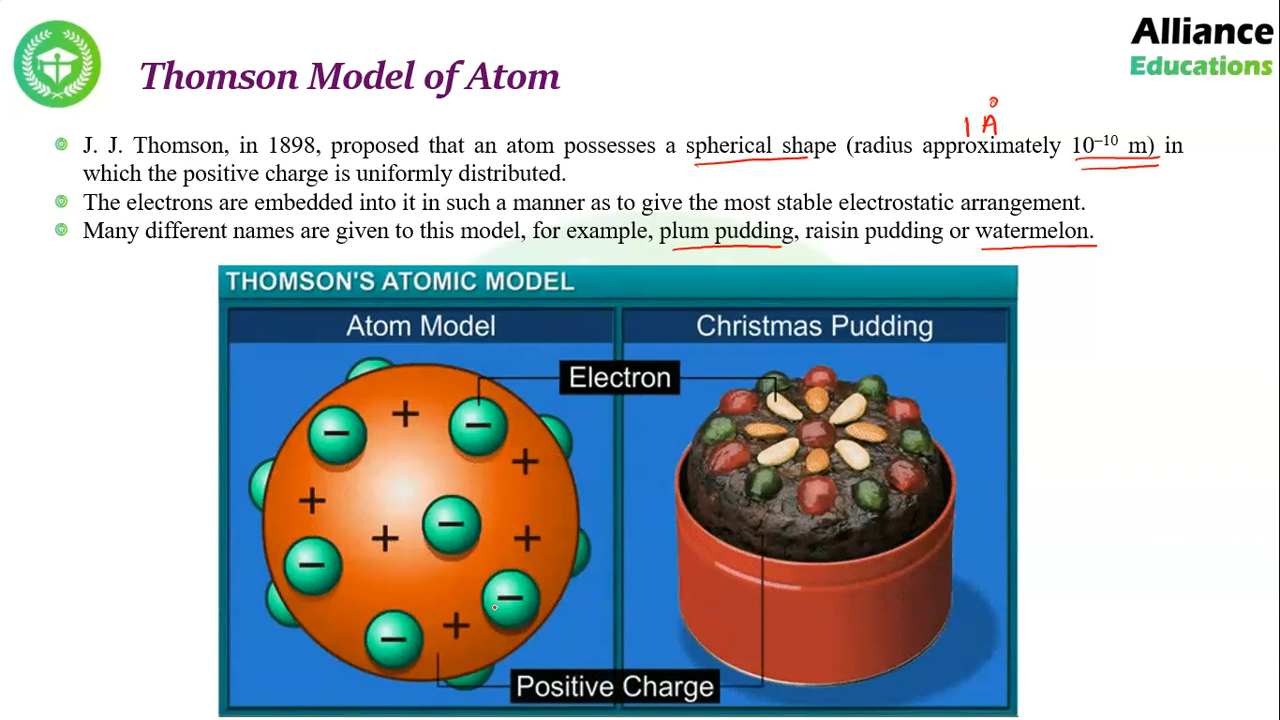 Alliance
Educations
Thomson Model of Atom
1 Å
J. J. Thomson, in 1898, proposed that an atom possesses a spherical shape (radius approximately 10⁻¹⁰ m) in
which the positive charge is uniformly distributed.
The electrons are embedded into it in such a manner as to give the most stable electrostatic arrangement.
Many different names are given to this model, for example, plum pudding, raisin pudding or watermelon.
THOMSON'S ATOMIC MODEL
Atom Model
Christmas Pudding
Electron
+
−
−
+
+
−
+
+
−
−
+
−
Positive Charge